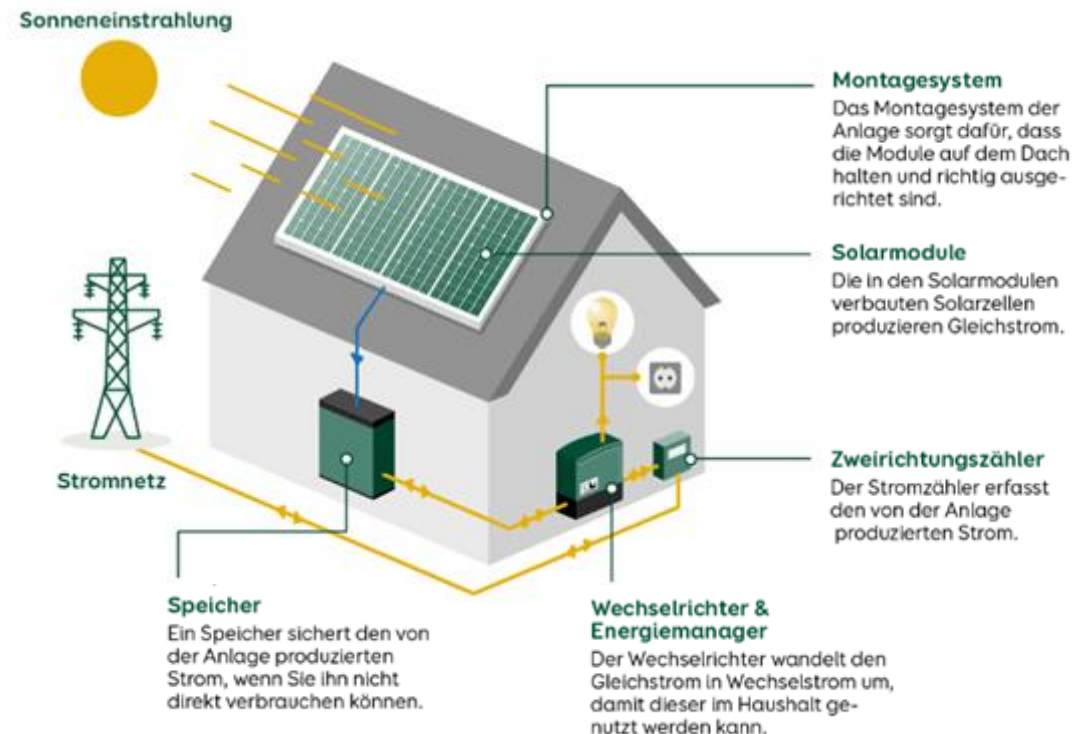 Sonneneinstrahlung
Montagesystem
Das Montagesystem der
Anlage sorgt dafür, dass
die Module auf dem Dach
halten und richtig ausge-
richtet sind.
Solarmodule
Die in den Solarmodulen
verbauten Solarzellen
produzieren Gleichstrom.
Zweirichtungszähler
Der Stromzähler erfasst
den von der Anlage
produzierten Strom.
Stromnetz
Speicher
Ein Speicher sichert den von
der Anlage produzierten
Strom, wenn Sie ihn nicht
direkt verbrauchen können.
Wechselrichter &
Energiemanager
Der Wechselrichter wandelt den
Gleichstrom in Wechselstrom um,
damit dieser im Haushalt ge-
nutzt werden kann.